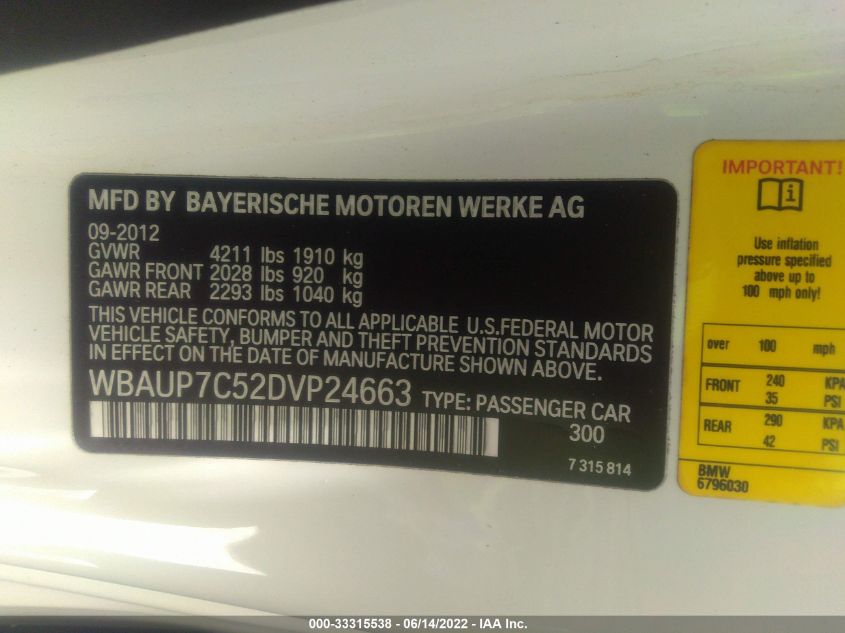 MFD BY BAYERISCHE MOTOREN WERKE AG
09-2012
GVWR 4211 lbs 1910 kg
GAWR FRONT 2028 lbs 920 kg
GAWR REAR 2293 lbs 1040 kg
THIS VEHICLE CONFORMS TO ALL APPLICABLE U.S.FEDERAL MOTOR
VEHICLE SAFETY, BUMPER AND THEFT PREVENTION STANDARDS
IN EFFECT ON THE DATE OF MANUFACTURE SHOWN ABOVE.
WBAUP7C52DVP24663 TYPE: PASSENGER CAR
300
7 315 814
IMPORTANT!
i
Use inflation
pressure specified
above up to
100 mph only!
over 100 mph
FRONT 240 KPA
35 PSI
REAR 290 KPA
42 PSI
BMW
6796030
000-33315538 - 06/14/2022 - IAA Inc.